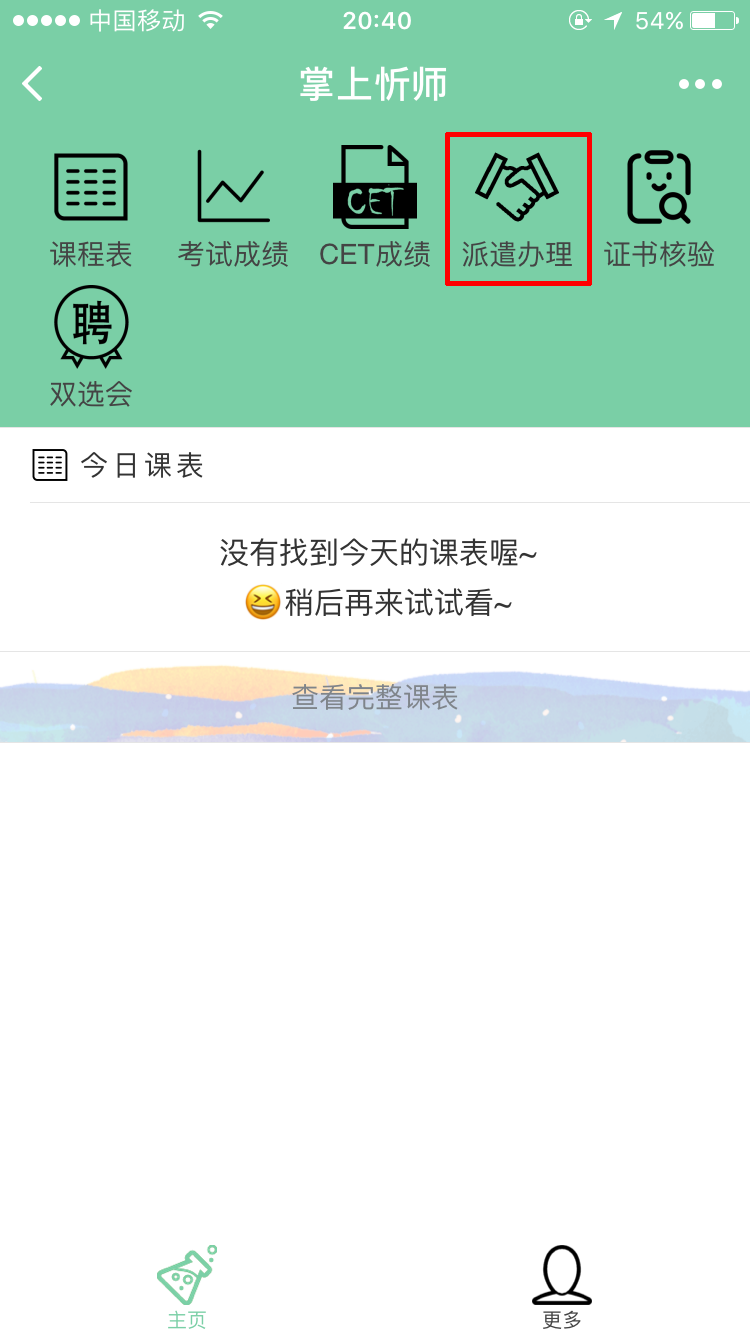 中国移动 20:40 54%
掌上忻师
课程表 考试成绩 CET CET成绩 派遣办理 证书核验
聘
双选会
今日课表
没有找到今天的课表喔~
😆稍后再来试试看~
查看完整课表
主页 更多